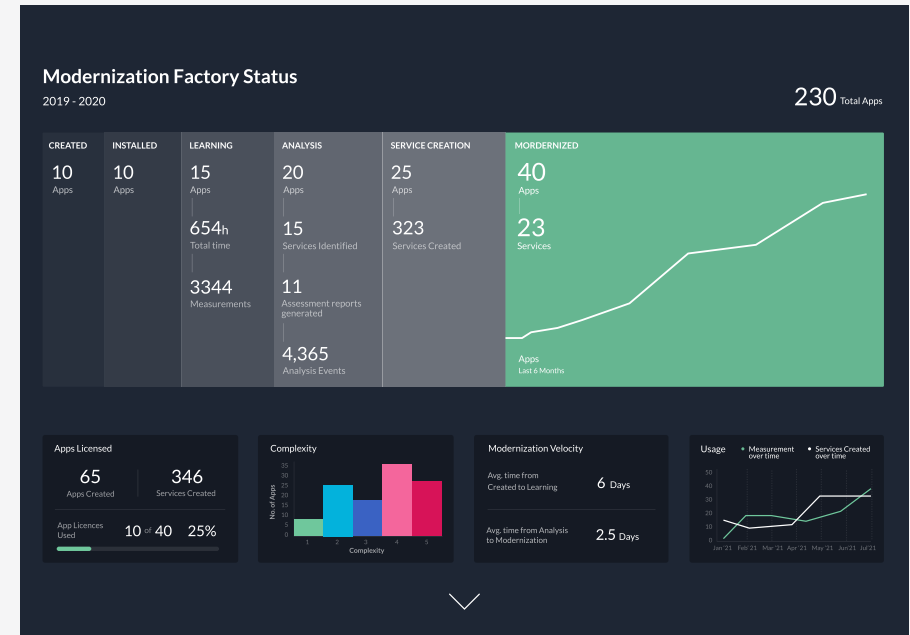 Modernization Factory Status
2019 - 2020
230 Total Apps
CREATED
10
Apps
INSTALLED
10
Apps
LEARNING
15
Apps
654h
Total time
3344
Measurements
ANALYSIS
20
Apps
15
Services Identified
11
Assessment reports
generated
4,365
Analysis Events
SERVICE CREATION
25
Apps
323
Services Created
MORDERNIZED
40
Apps
23
Services
Apps
Last 6 Months
Apps Licensed
65
Apps Created
346
Services Created
App Licences
Used
10 of 40 25%
Complexity
No. of Apps
35
30
25
20
15
10
5
0
1 2 3 4 5
Complexity
Modernization Velocity
Avg. time from
Created to Learning
6 Days
Avg. time from Analysis
to Modernization
2.5 Days
Usage
Measurement
over time
Services Created
over time
50
40
30
20
10
0
Jan '21 Feb '21 Mar '21 Apr '21 May '21 Jun'21 Jul'21